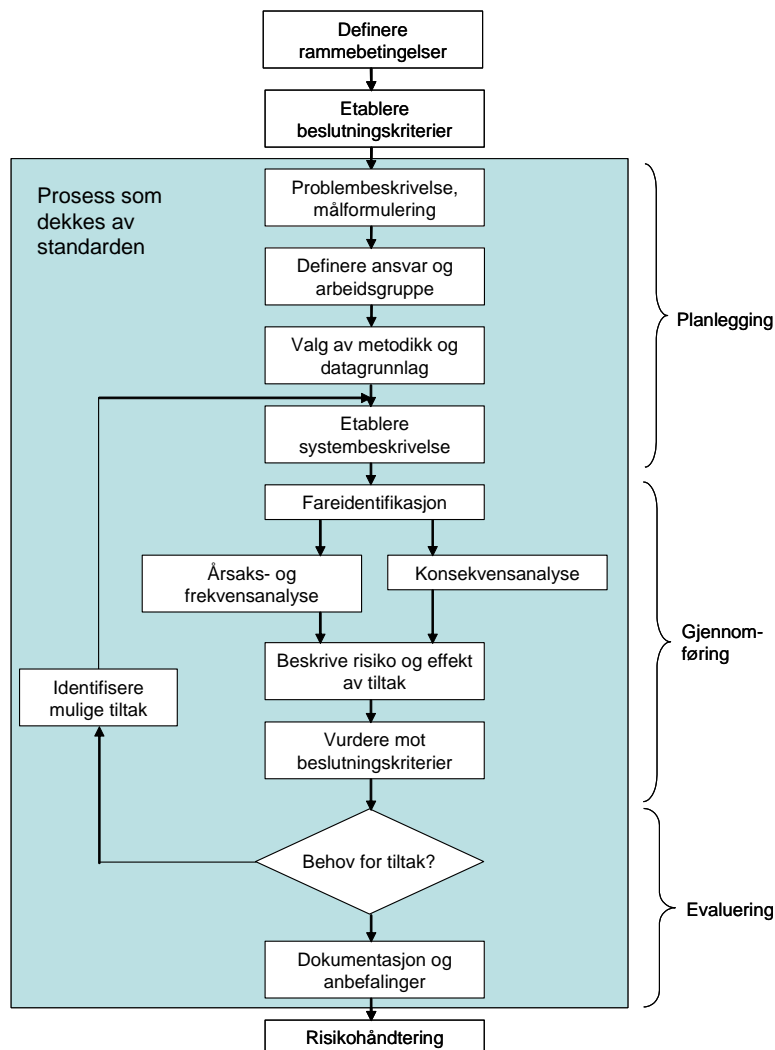 Definere
rammebetingelser
Etablere
beslutningskriterier
Prosess som
dekkes av
standarden
Problembeskrivelse,
målformulering
Definere ansvar og
arbeidsgruppe
Valg av metodikk og
datagrunnlag
Etablere
systembeskrivelse
Planlegging
Fareidentifikasjon
Årsaks- og
frekvensanalyse
Konsekvensanalyse
Beskrive risiko og effekt
av tiltak
Identifisere
mulige tiltak
Vurdere mot
beslutningskriterier
Gjennom-
føring
Behov for tiltak?
Dokumentasjon og
anbefalinger
Evaluering
Risikohåndtering